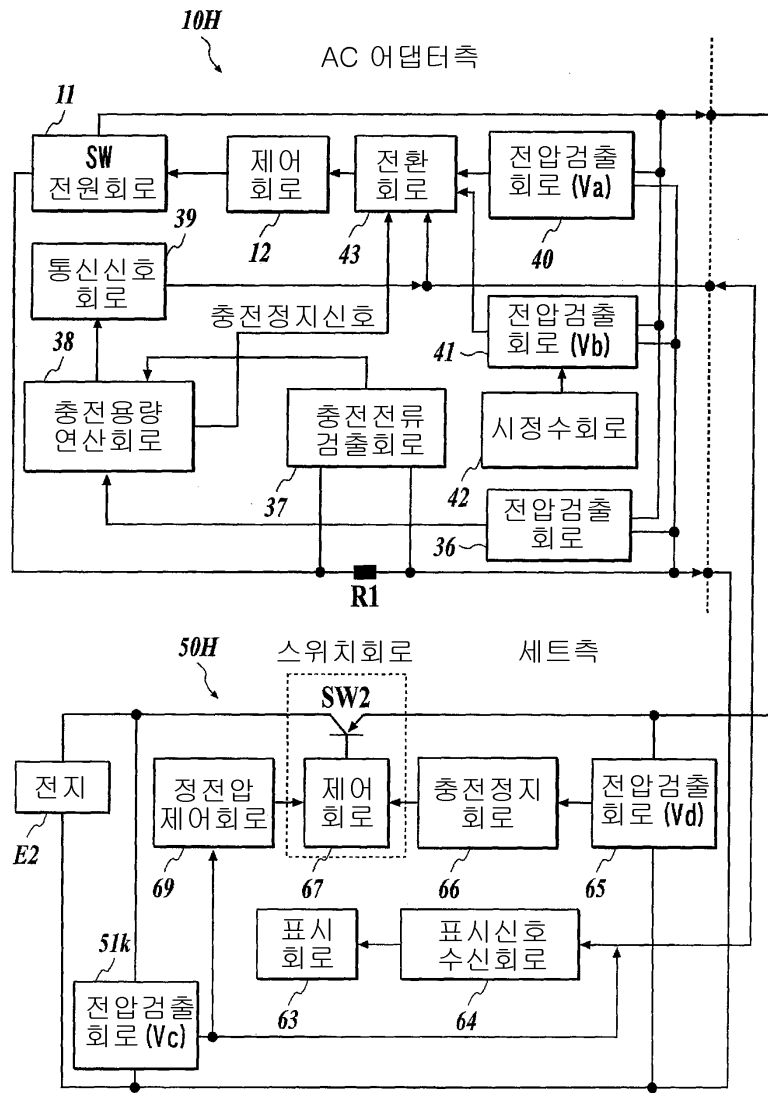 10H
AC 어댑터측
11
SW
전원회로
제어
회로
12
전환
회로
43
전압검출
회로(Va)
40
39
통신신호
회로
충전정지신호
41
전압검출
회로(Vb)
38
충전용량
연산회로
충전전류
검출회로
37
시정수회로
42
전압검출
회로
36
R1
50H
스위치회로
세트측
SW2
전지
E2
정전압
제어회로
69
제어
회로
67
충전정지
회로
66
전압검출
회로(Vd)
65
표시
회로
63
표시신호
수신회로
64
51k
전압검출
회로(Vc)